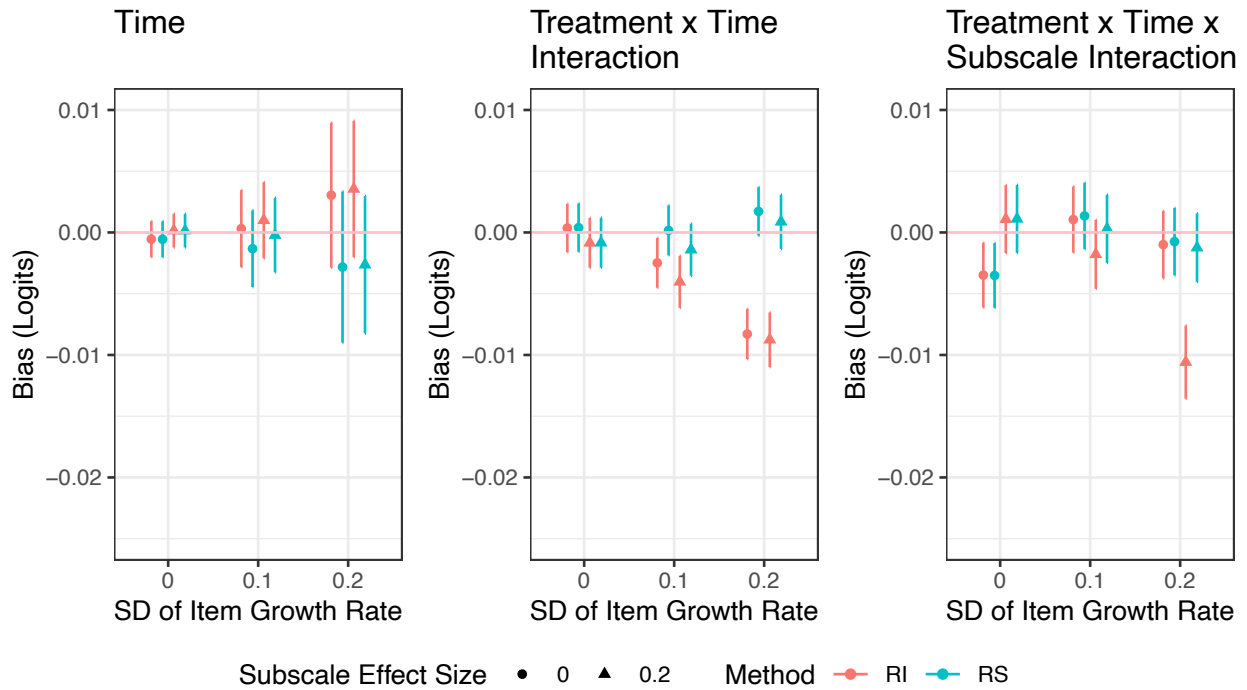 Time
Treatment x Time
Interaction
Treatment x Time x
Subscale Interaction
Bias (Logits)
0.01
0.00
−0.01
−0.02
0
0.1
0.2
SD of Item Growth Rate
Bias (Logits)
0.01
0.00
−0.01
−0.02
0
0.1
0.2
SD of Item Growth Rate
Bias (Logits)
0.01
0.00
−0.01
−0.02
0
0.1
0.2
SD of Item Growth Rate
Subscale Effect Size 0 0.2 Method RI RS